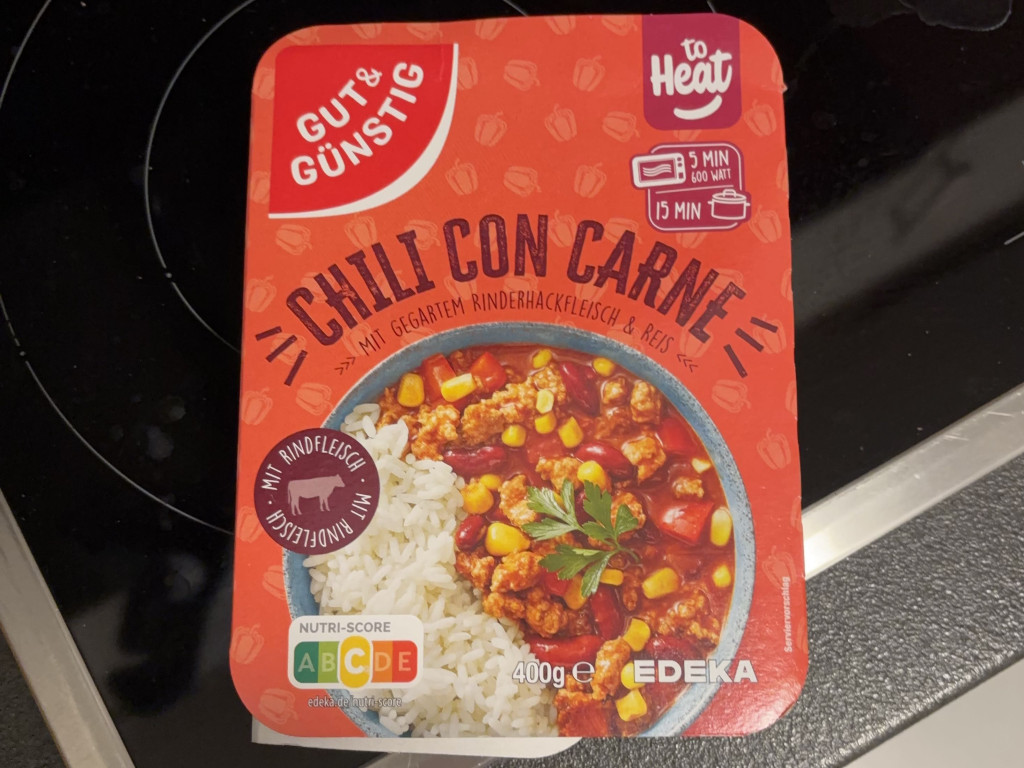 GUT&
GÜNSTIG
to
Heat
5 MIN
600 WATT
15 MIN
CHILI CON CARNE
>>> MIT GEGARTEM RINDERHACKFLEISCH & REIS <<<
· MIT RINDFLEISCH · MIT RINDFLEISCH
NUTRI-SCORE
A B C D E
edeka.de/nutri-score
400g ℮
EDEKA
Serviervorschlag